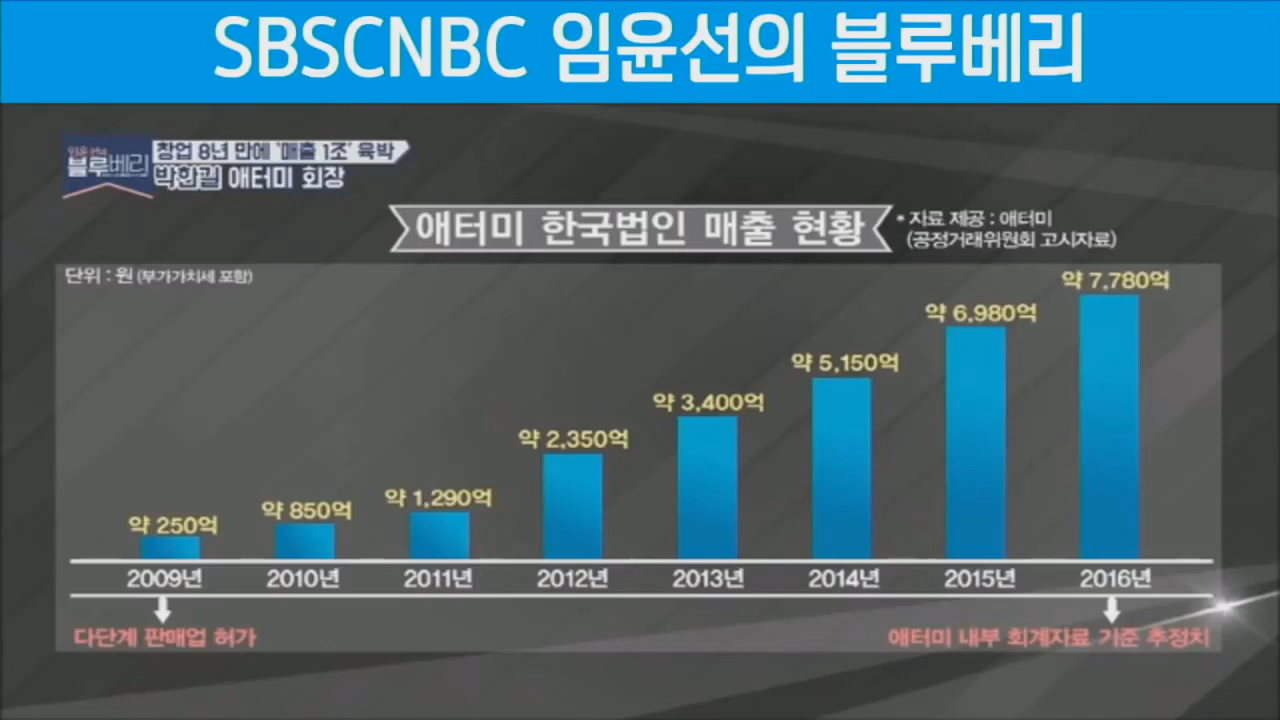 SBSCNBC 임윤선의 블루베리
블루베리
창업 8년 만에 '매출 1조' 육박
박한길 애터미 회장
애터미 한국법인 매출 현황
* 자료 제공 : 애터미
(공정거래위원회 고시자료)
단위 : 원 (부가가치세 포함)
약 250억
약 850억
약 1,290억
약 2,350억
약 3,400억
약 5,150억
약 6,980억
약 7,780억
2009년 2010년 2011년 2012년 2013년 2014년 2015년 2016년
다단계 판매업 허가
애터미 내부 회계자료 기준 추정치